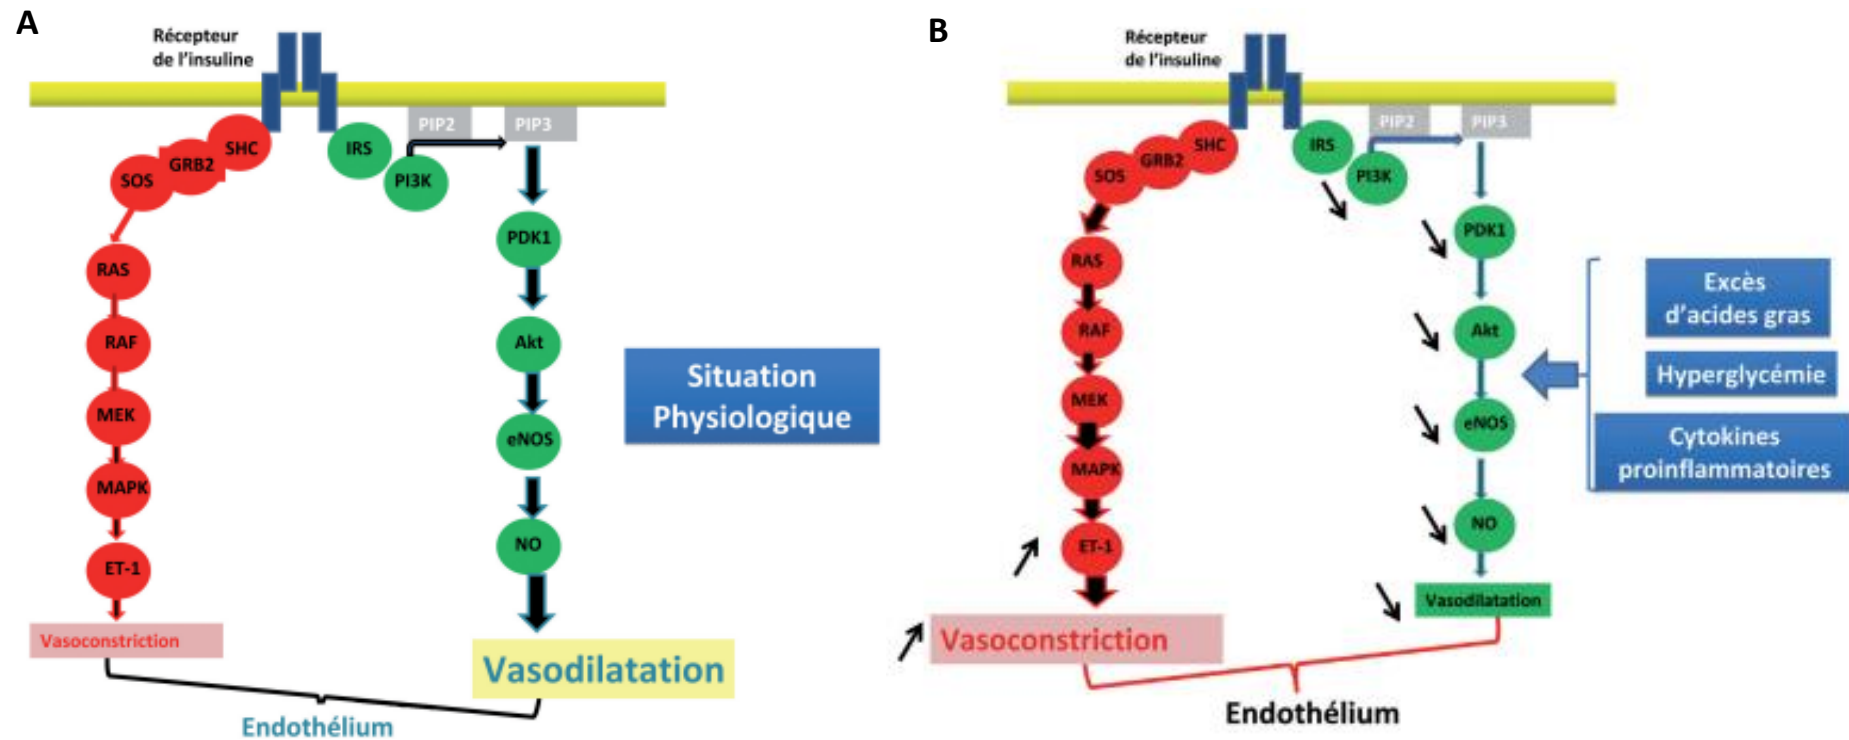 A
Récepteur
de l'insuline
PIP2
PIP3
SHC
GRB2
SOS
IRS
PI3K
RAS
RAF
MEK
MAPK
ET-1
Vasoconstriction
PDK1
Akt
eNOS
NO
Vasodilatation
Endothélium
Situation
Physiologique
B
Récepteur
de l'insuline
PIP2
PIP3
SHC
GRB2
SOS
IRS
PI3K
RAS
RAF
MEK
MAPK
ET-1
Vasoconstriction
PDK1
Akt
eNOS
NO
Vasodilatation
Endothélium
Excès
d'acides gras
Hyperglycémie
Cytokines
proinflammatoires